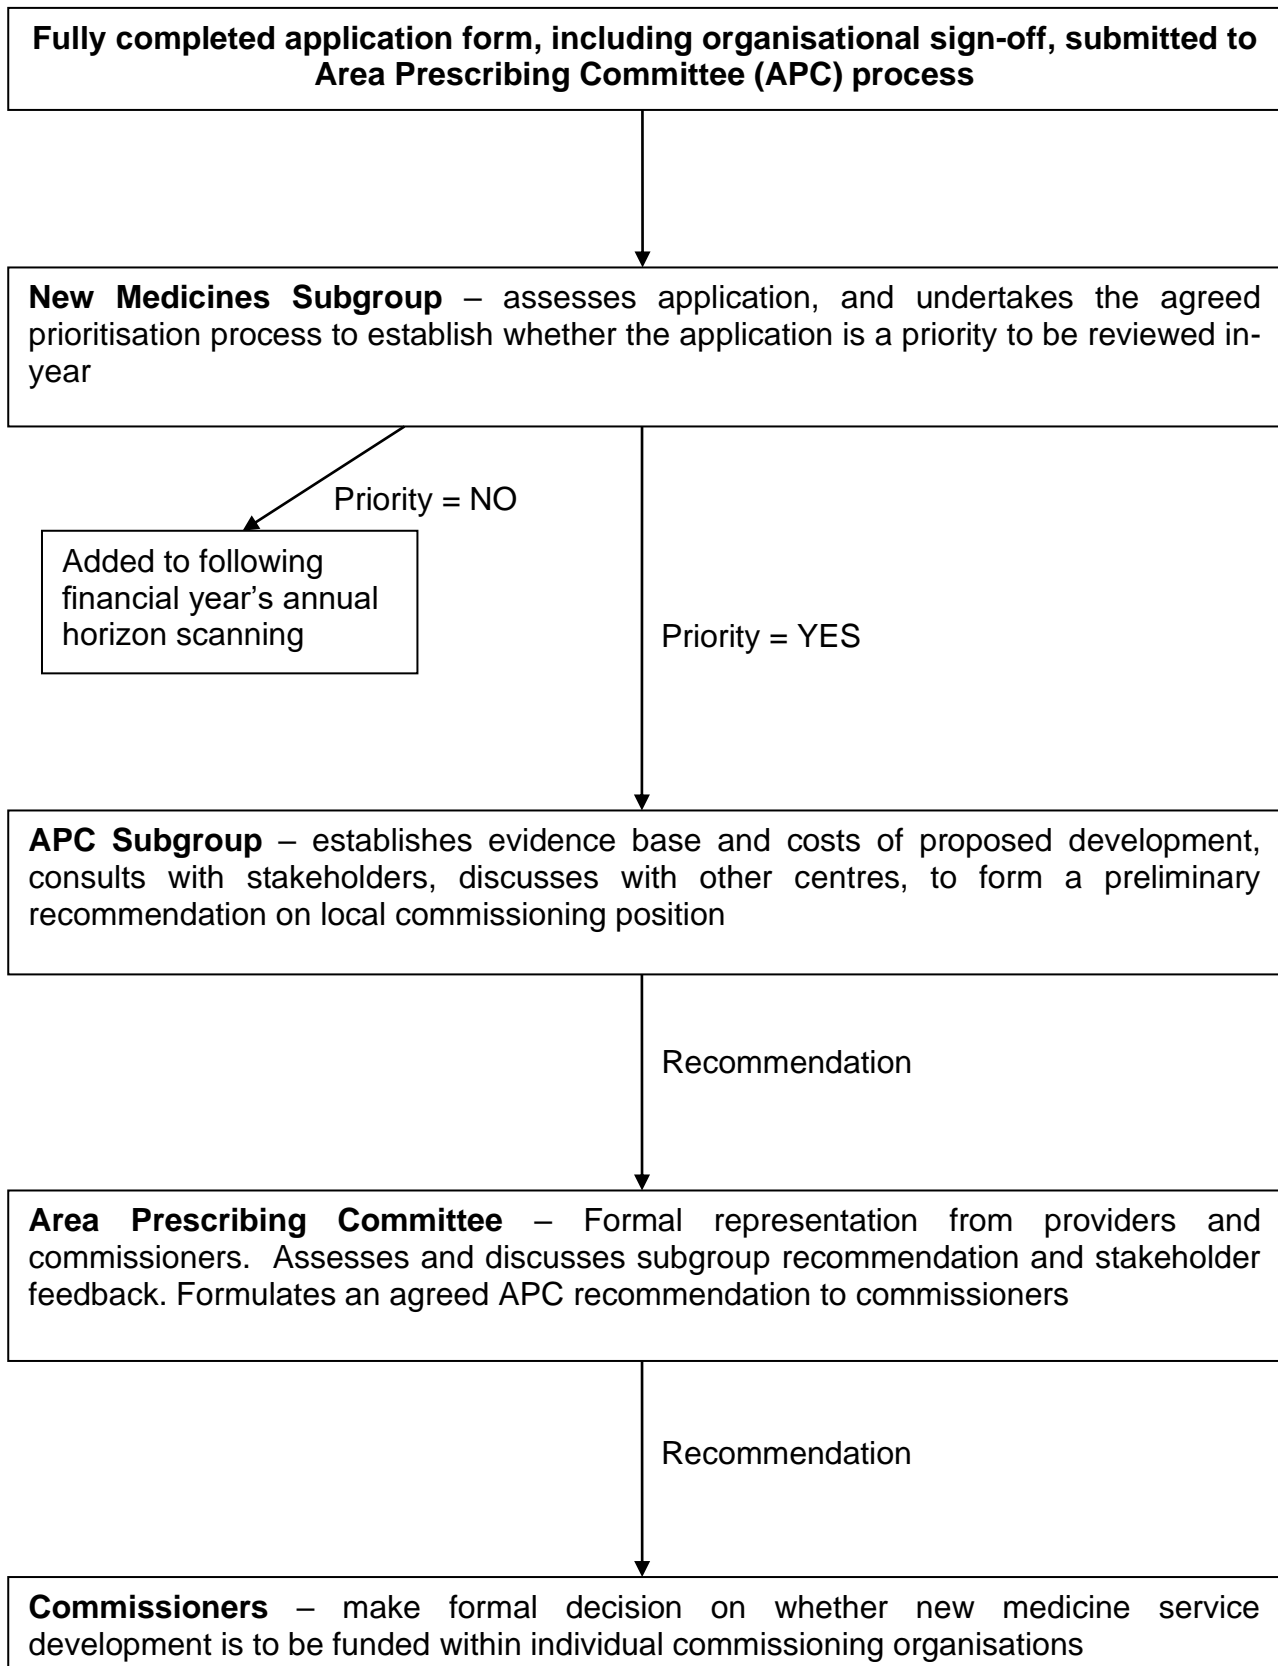 Fully completed application form, including organisational sign-off, submitted to
Area Prescribing Committee (APC) process
New Medicines Subgroup – assesses application, and undertakes the agreed
prioritisation process to establish whether the application is a priority to be reviewed in-
year
Priority = NO
Added to following
financial year’s annual
horizon scanning
Priority = YES
APC Subgroup – establishes evidence base and costs of proposed development,
consults with stakeholders, discusses with other centres, to form a preliminary
recommendation on local commissioning position
Recommendation
Area Prescribing Committee – Formal representation from providers and
commissioners. Assesses and discusses subgroup recommendation and stakeholder
feedback. Formulates an agreed APC recommendation to commissioners
Recommendation
Commissioners – make formal decision on whether new medicine service
development is to be funded within individual commissioning organisations